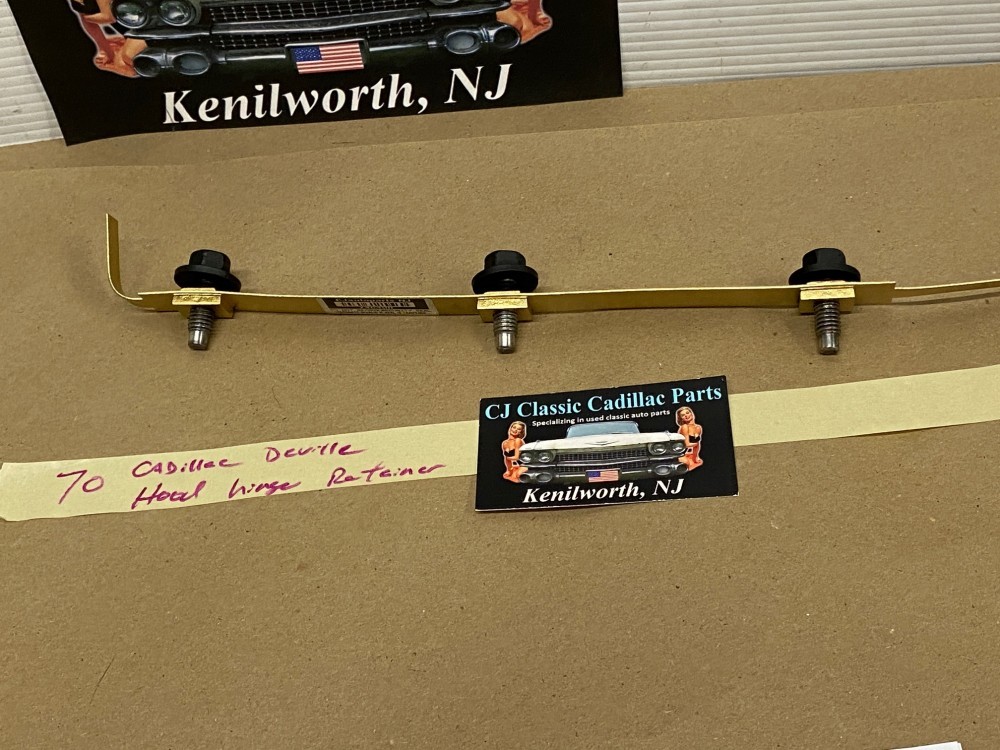 Kenilworth, NJ
CJ Classic Cadillac Parts
Specializing in used classic auto parts
Kenilworth, NJ
70 CADillac Deville
Hood hinge Retainer